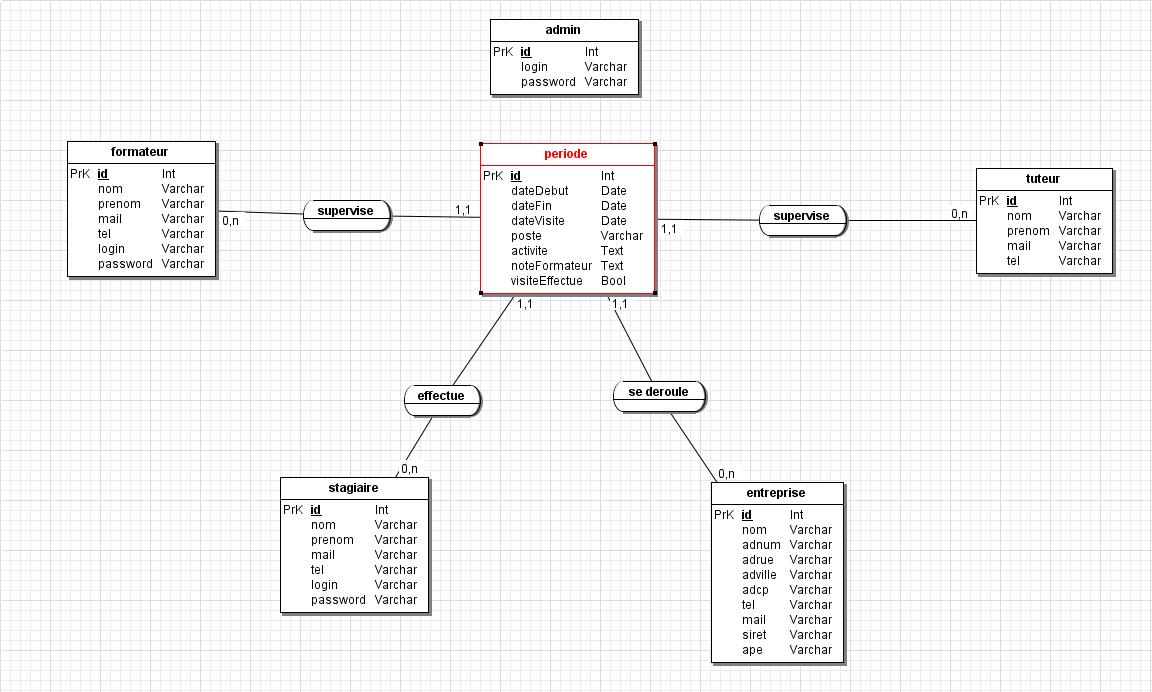 admin
PrK id Int
login Varchar
password Varchar
formateur
PrK id Int
nom Varchar
prenom Varchar
mail Varchar
tel Varchar
login Varchar
password Varchar
0,n
supervise
1,1
periode
PrK id Int
dateDebut Date
dateFin Date
dateVisite Date
poste Varchar
activite Text
noteFormateur Text
visiteEffectue Bool
1,1
supervise
0,n
tuteur
PrK id Int
nom Varchar
prenom Varchar
mail Varchar
tel Varchar
1,1
1,1
effectue
se deroule
0,n
0,n
stagiaire
PrK id Int
nom Varchar
prenom Varchar
mail Varchar
tel Varchar
login Varchar
password Varchar
entreprise
PrK id Int
nom Varchar
adnum Varchar
adrue Varchar
adville Varchar
adcp Varchar
tel Varchar
mail Varchar
siret Varchar
ape Varchar